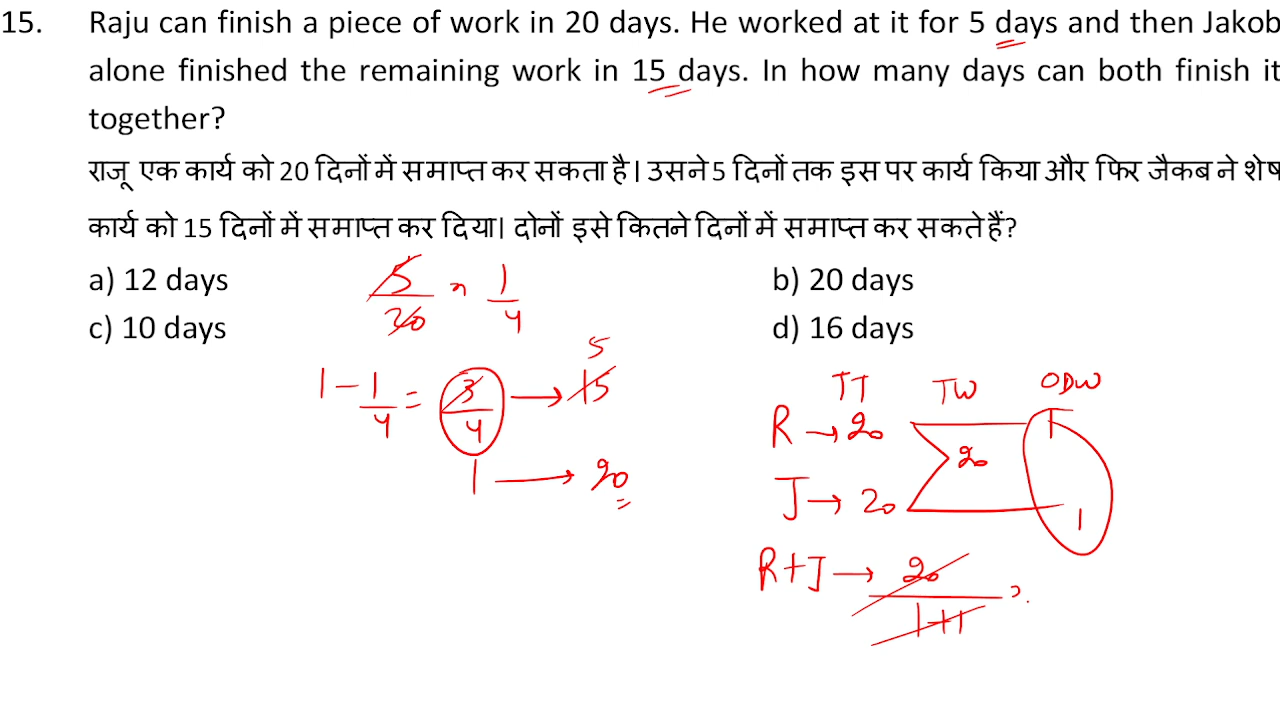 15. Raju can finish a piece of work in 20 days. He worked at it for 5 days and then Jakob
alone finished the remaining work in 15 days. In how many days can both finish it
together?
राजू एक कार्य को 20 दिनों में समाप्त कर सकता है। उसने 5 दिनों तक इस पर कार्य किया और फिर जैकब ने शेष
कार्य को 15 दिनों में समाप्त कर दिया। दोनों इसे कितने दिनों में समाप्त कर सकते हैं?
a) 12 days b) 20 days
c) 10 days d) 16 days
5/20 = 1/4
1 - 1/4 = 3/4 → 15 5
1 → 20
TT TW ODW
R → 20 20 1
J → 20 1
R+J → 20/1+1 =